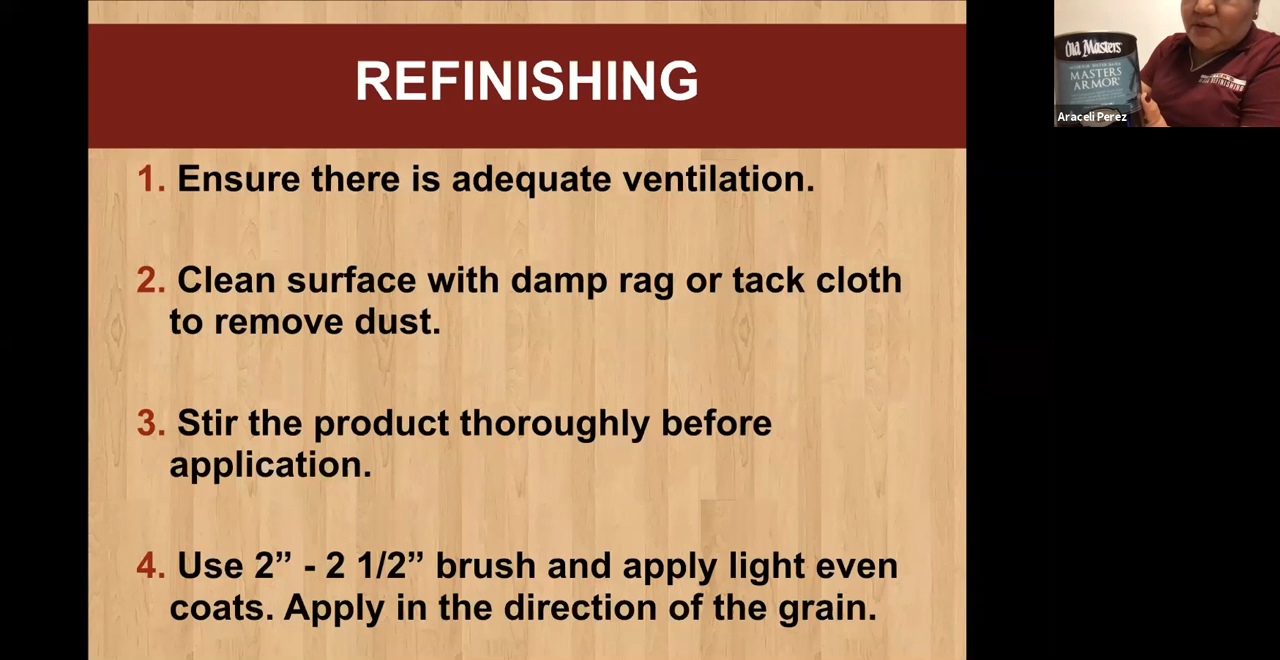 REFINISHING
1. Ensure there is adequate ventilation.
2. Clean surface with damp rag or tack cloth
to remove dust.
3. Stir the product thoroughly before
application.
4. Use 2” - 2 1/2” brush and apply light even
coats. Apply in the direction of the grain.
Old Masters
MASTERS
ARMOR
Araceli Perez
REFINISHING